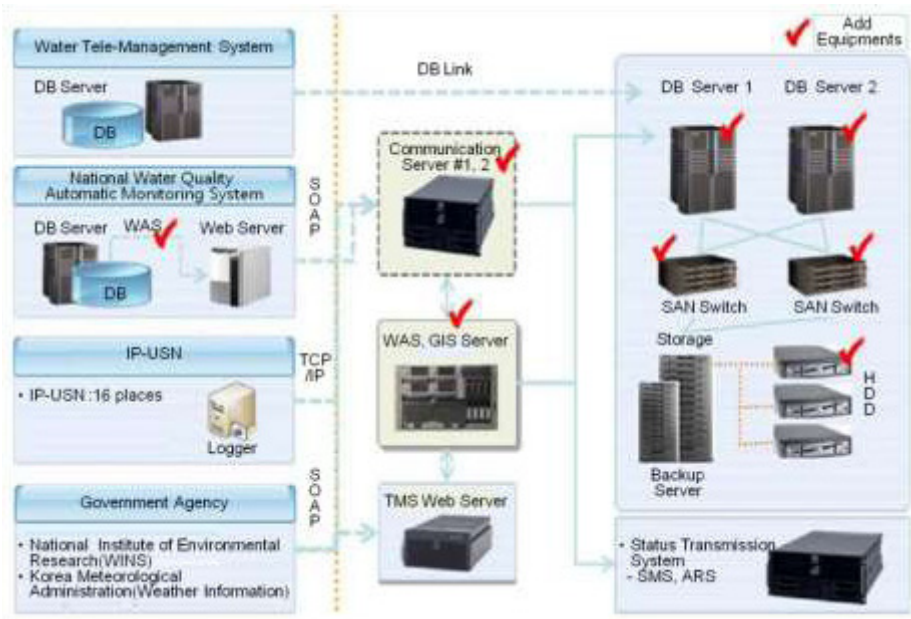 Add
Equipments
Water Tele-Management System
DB Server
DB
DB Link
DB Server 1
DB Server 2
Communication
Server #1, 2
National Water Quality
Automatic Monitoring System
DB Server
WAS
Web Server
DB
SOAP
SAN Switch
SAN Switch
WAS, GIS Server
Storage
HDD
Backup
Server
IP-USN
• IP-USN :16 places
Logger
TCP
/IP
SOAP
TMS Web Server
Government Agency
• National Institute of Environmental
Research(WINS)
• Korea Meteorological
Administration(Weather Information)
• Status Transmission
System
- SMS, ARS